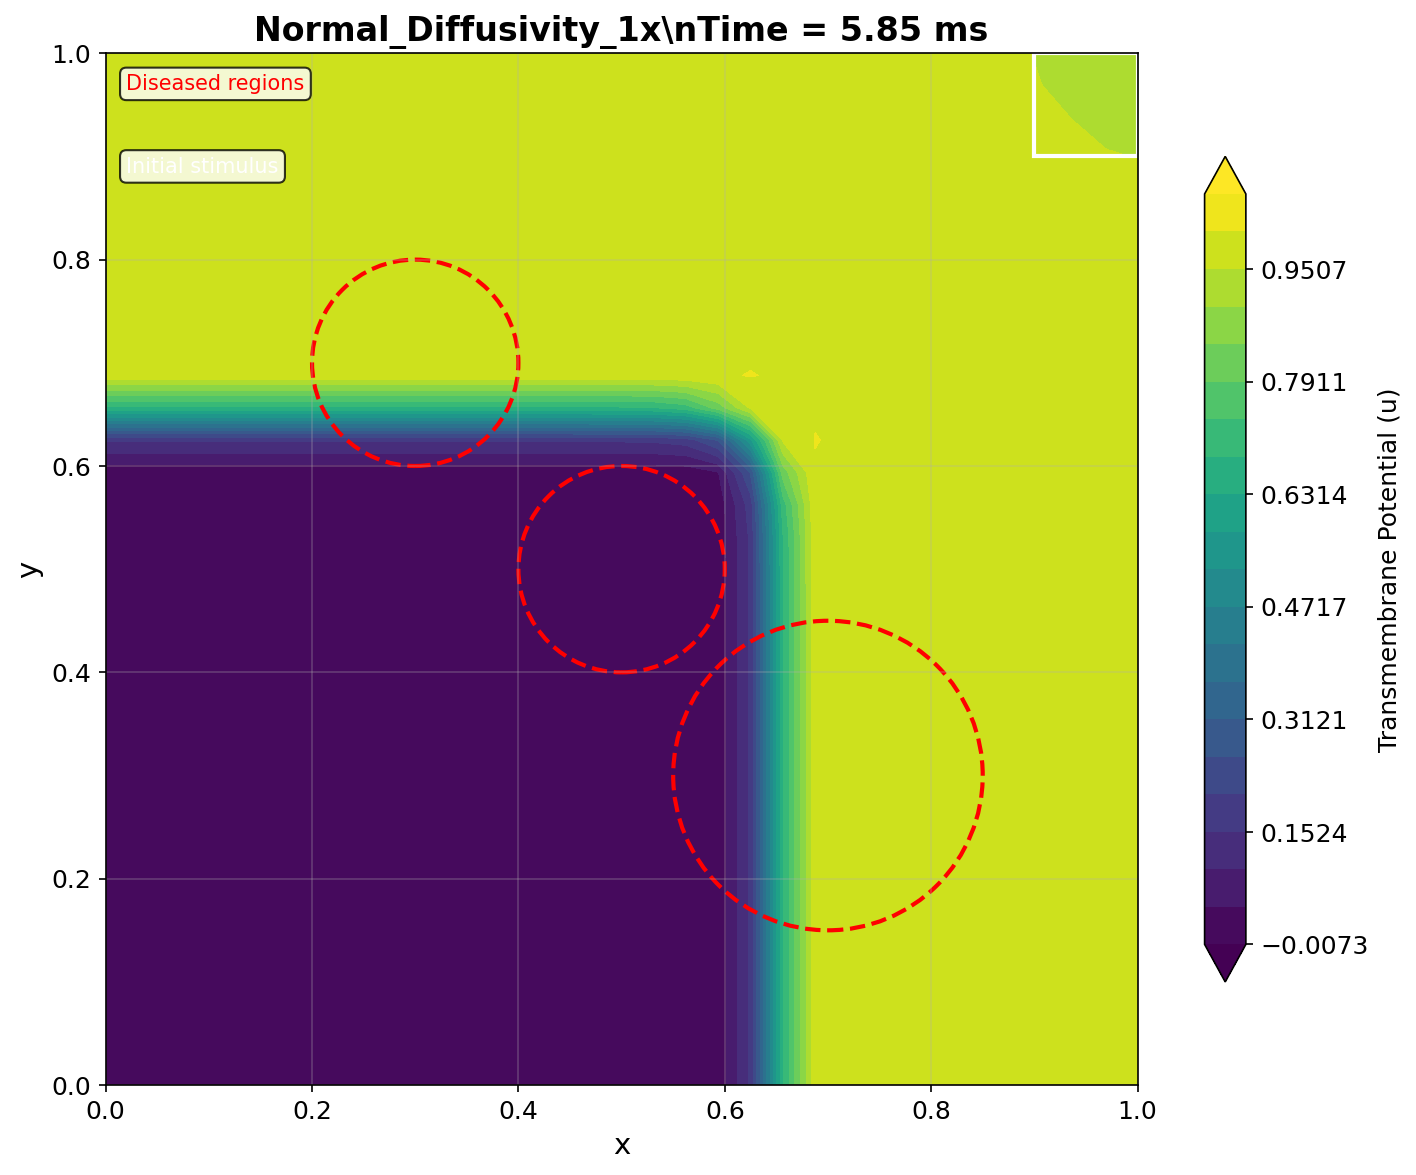 Normal_Diffusivity_1x\nTime = 5.85 ms
Diseased regions
Initial stimulus
1.0
0.8
0.6
0.4
0.2
0.0
y
0.0 0.2 0.4 0.6 0.8 1.0
x
0.9507
0.7911
0.6314
0.4717
0.3121
0.1524
−0.0073
Transmembrane Potential (u)